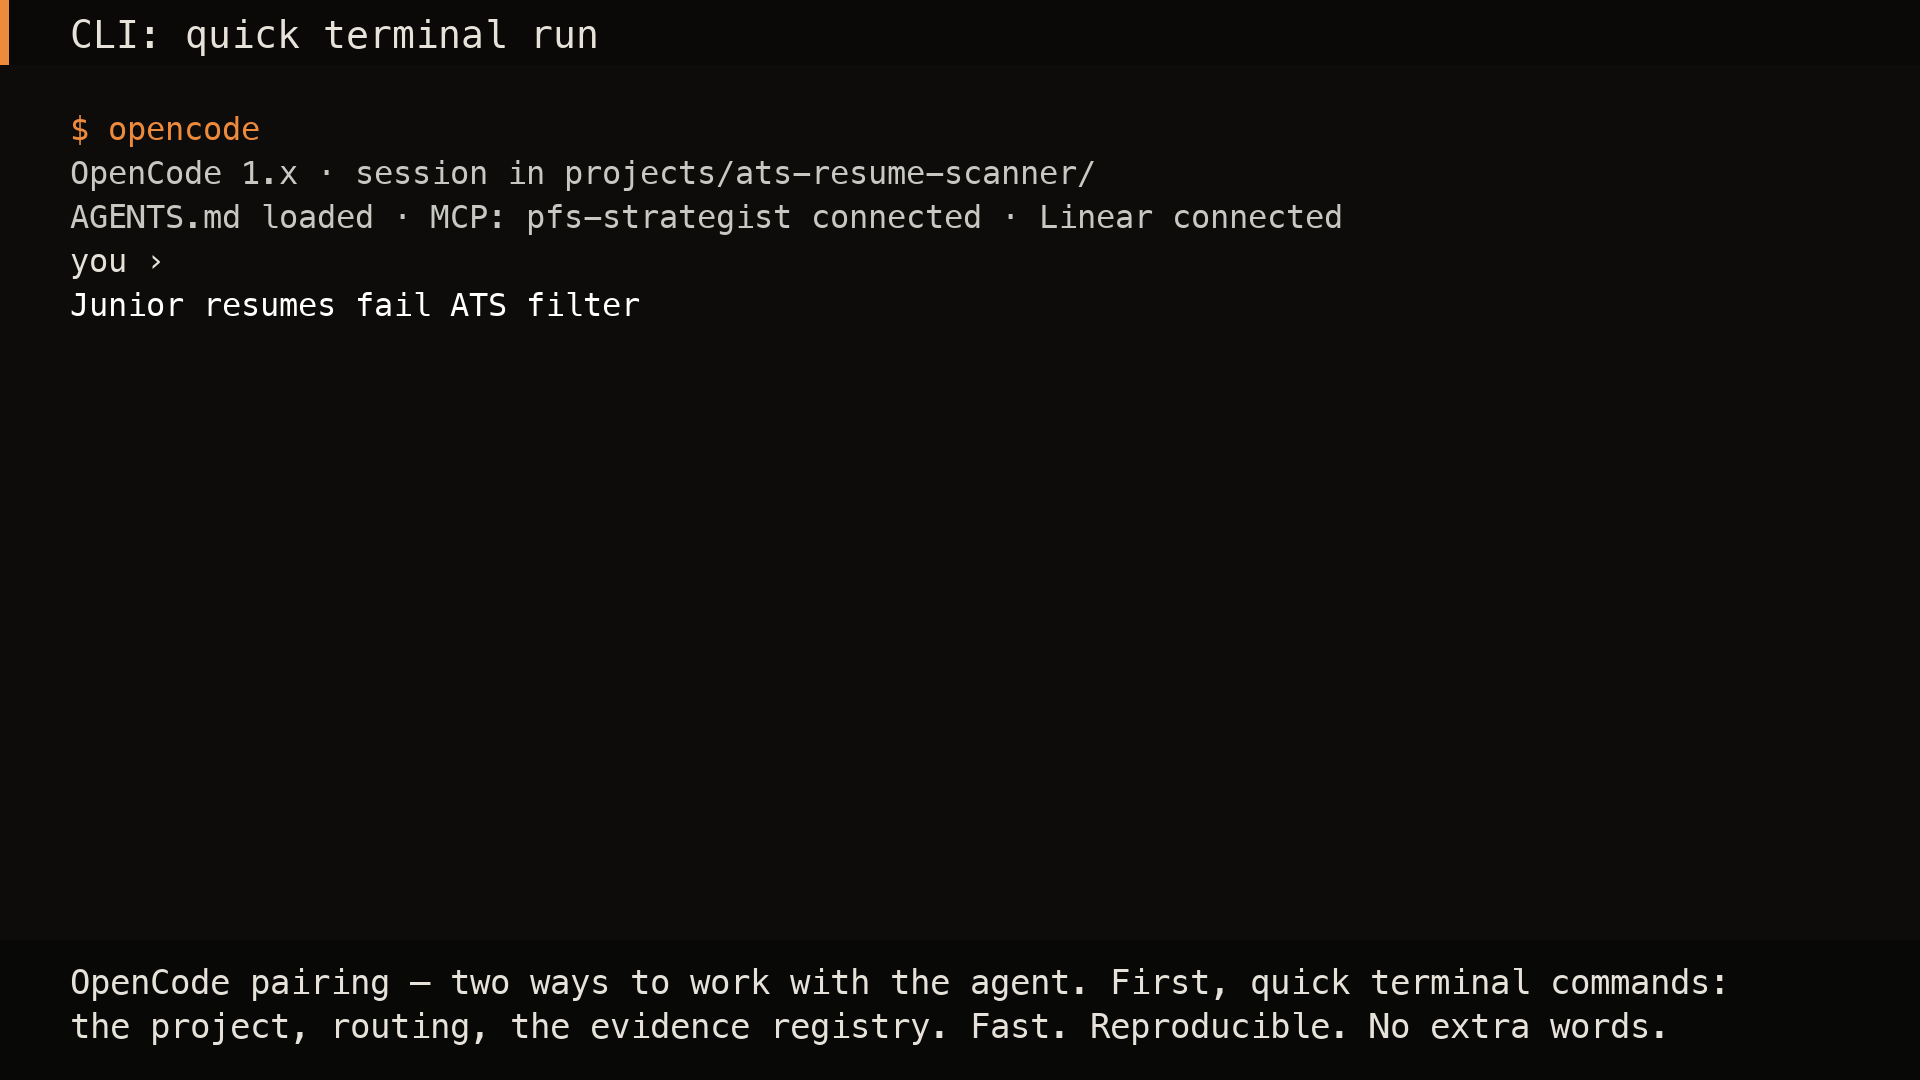 CLI: quick terminal run
$ opencode
OpenCode 1.x · session in projects/ats-resume-scanner/
AGENTS.md loaded · MCP: pfs-strategist connected · Linear connected
you ›
Junior resumes fail ATS filter
OpenCode pairing — two ways to work with the agent. First, quick terminal commands:
the project, routing, the evidence registry. Fast. Reproducible. No extra words.